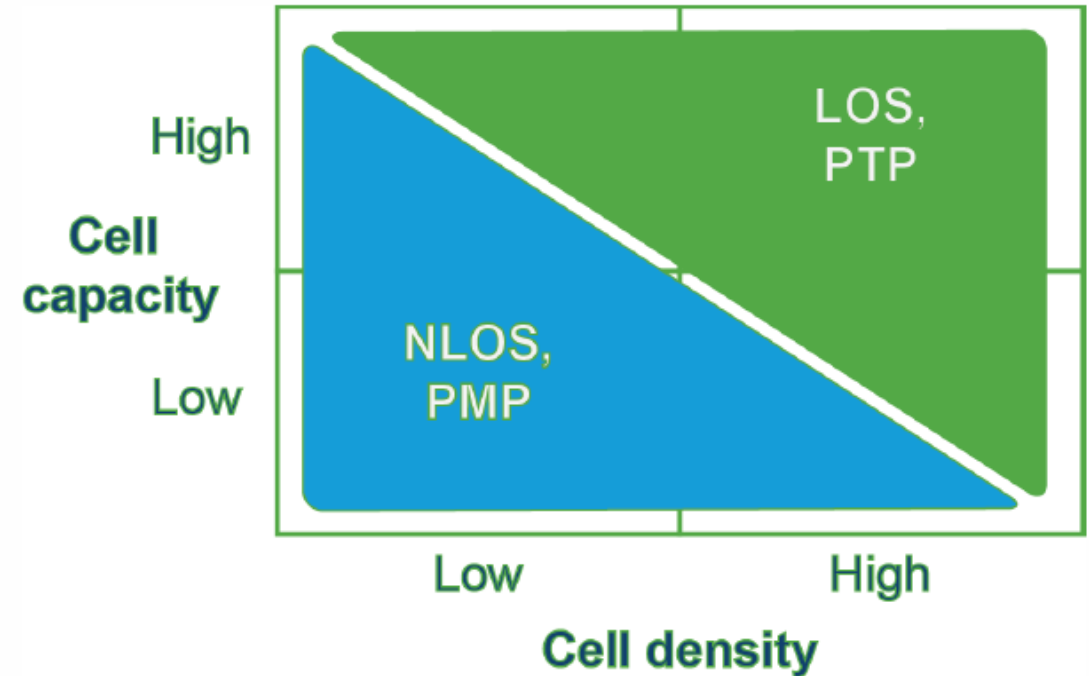 High
LOS,
PTP
Cell
capacity
NLOS,
PMP
Low
Low
High
Cell density